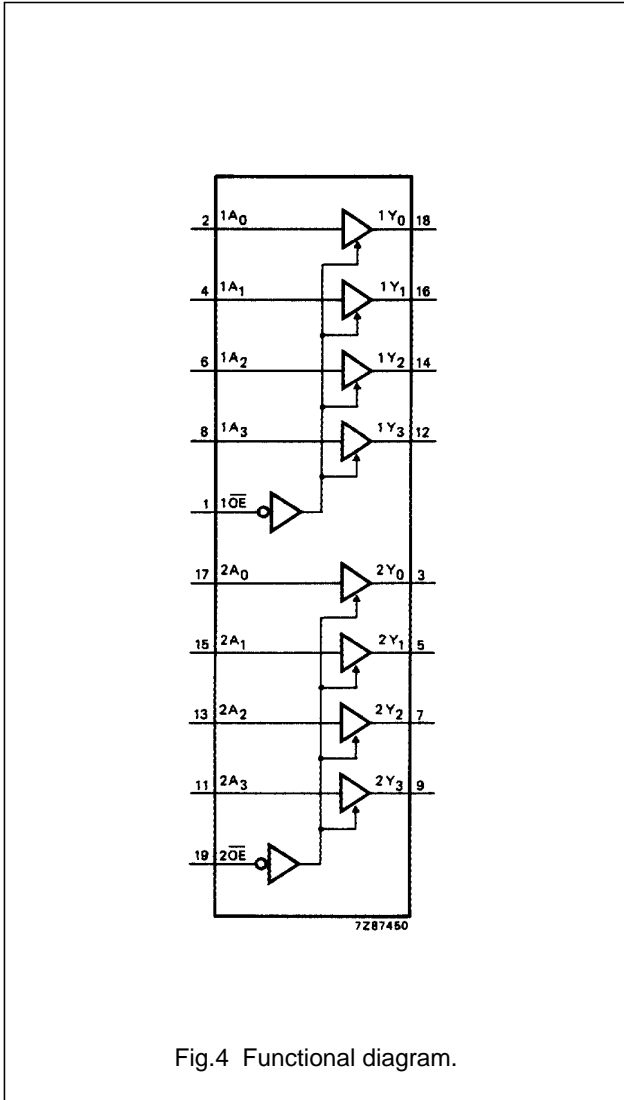 2 1A0 1Y0 18
4 1A1 1Y1 16
6 1A2 1Y2 14
8 1A3 1Y3 12
1 1O̅E̅
17 2A0 2Y0 3
15 2A1 2Y1 5
13 2A2 2Y2 7
11 2A3 2Y3 9
19 2O̅E̅
7Z87450
Fig.4 Functional diagram.